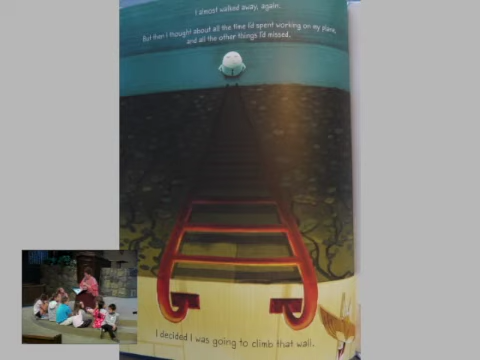 I almost walked away, again.
But then I thought about all the time I'd spent working on my plane,
and all the other things I'd missed.
I decided I was going to climb that wall.